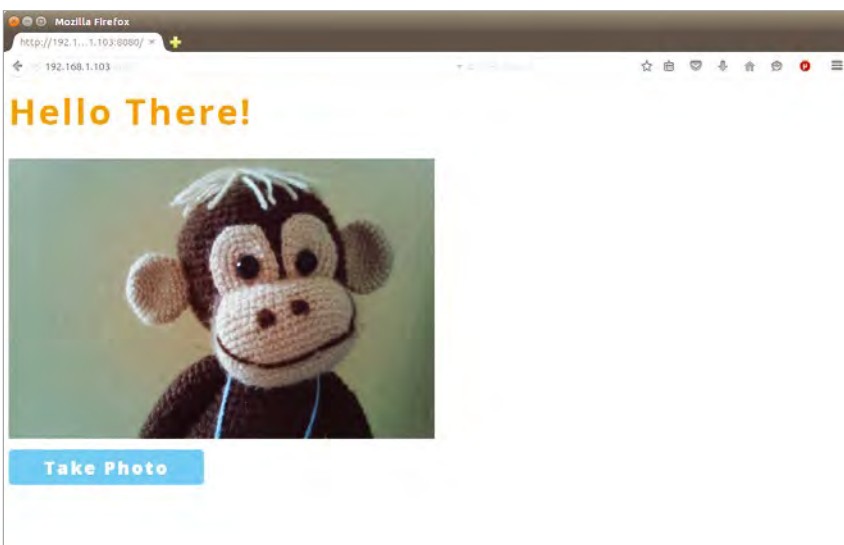 Mozilla Firefox
http://192.1...1.103:8080/ ×
192.168.1.103
Hello There!
Take Photo